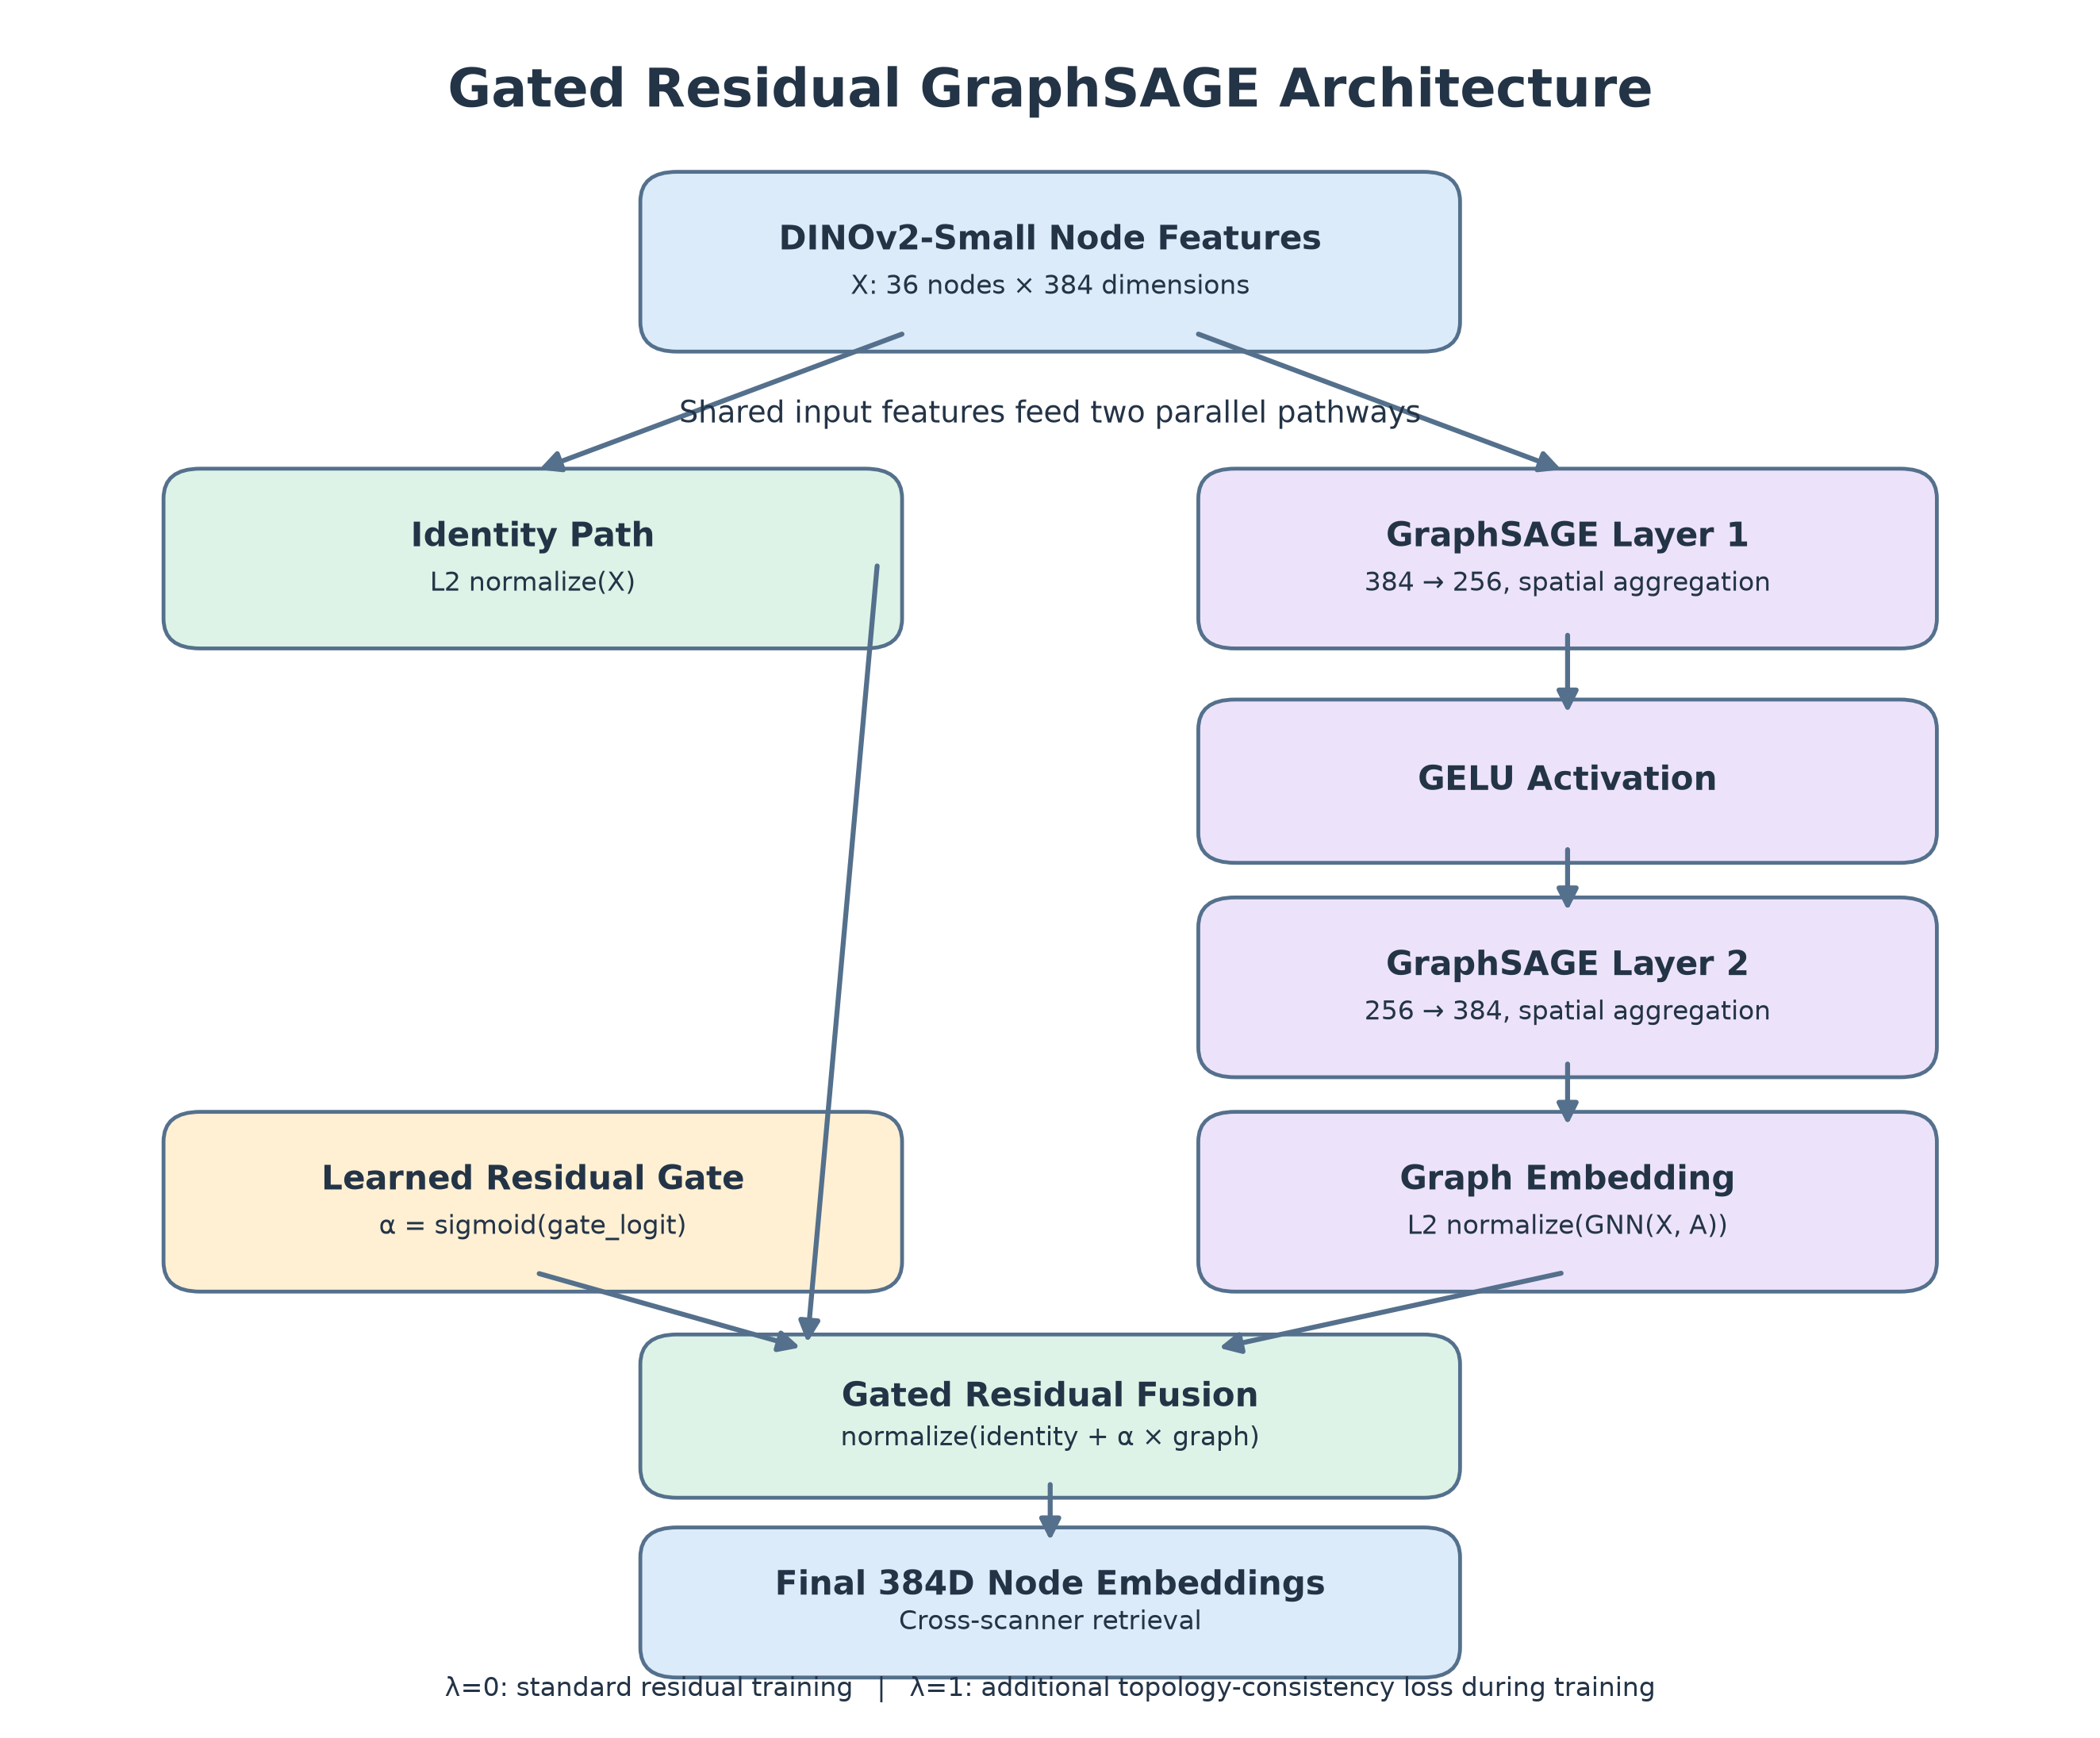 Gated Residual GraphSAGE Architecture
DINOv2-Small Node Features
X: 36 nodes × 384 dimensions
Shared input features feed two parallel pathways
Identity Path
L2 normalize(X)
GraphSAGE Layer 1
384 → 256, spatial aggregation
GELU Activation
GraphSAGE Layer 2
256 → 384, spatial aggregation
Learned Residual Gate
α = sigmoid(gate_logit)
Graph Embedding
L2 normalize(GNN(X, A))
Gated Residual Fusion
normalize(identity + α × graph)
Final 384D Node Embeddings
Cross-scanner retrieval
λ=0: standard residual training | λ=1: additional topology-consistency loss during training